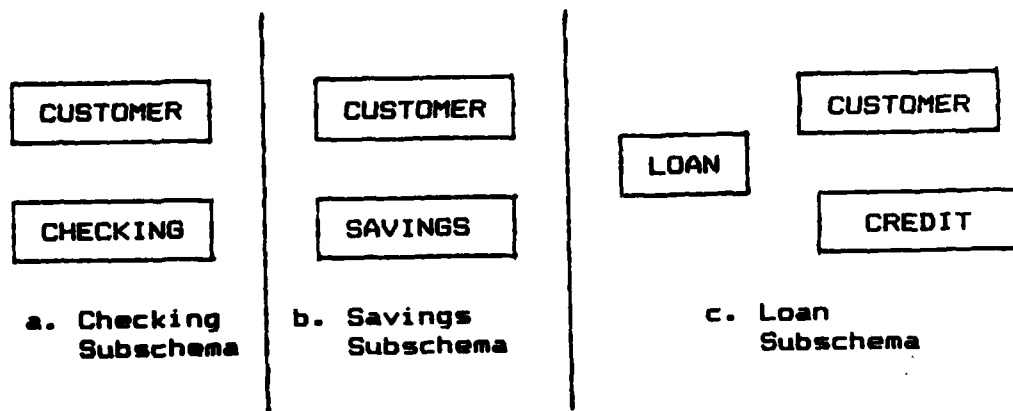 CUSTOMER
CHECKING
a. Checking
Subschema
CUSTOMER
SAVINGS
b. Savings
Subschema
LOAN
CUSTOMER
CREDIT
c. Loan
Subschema